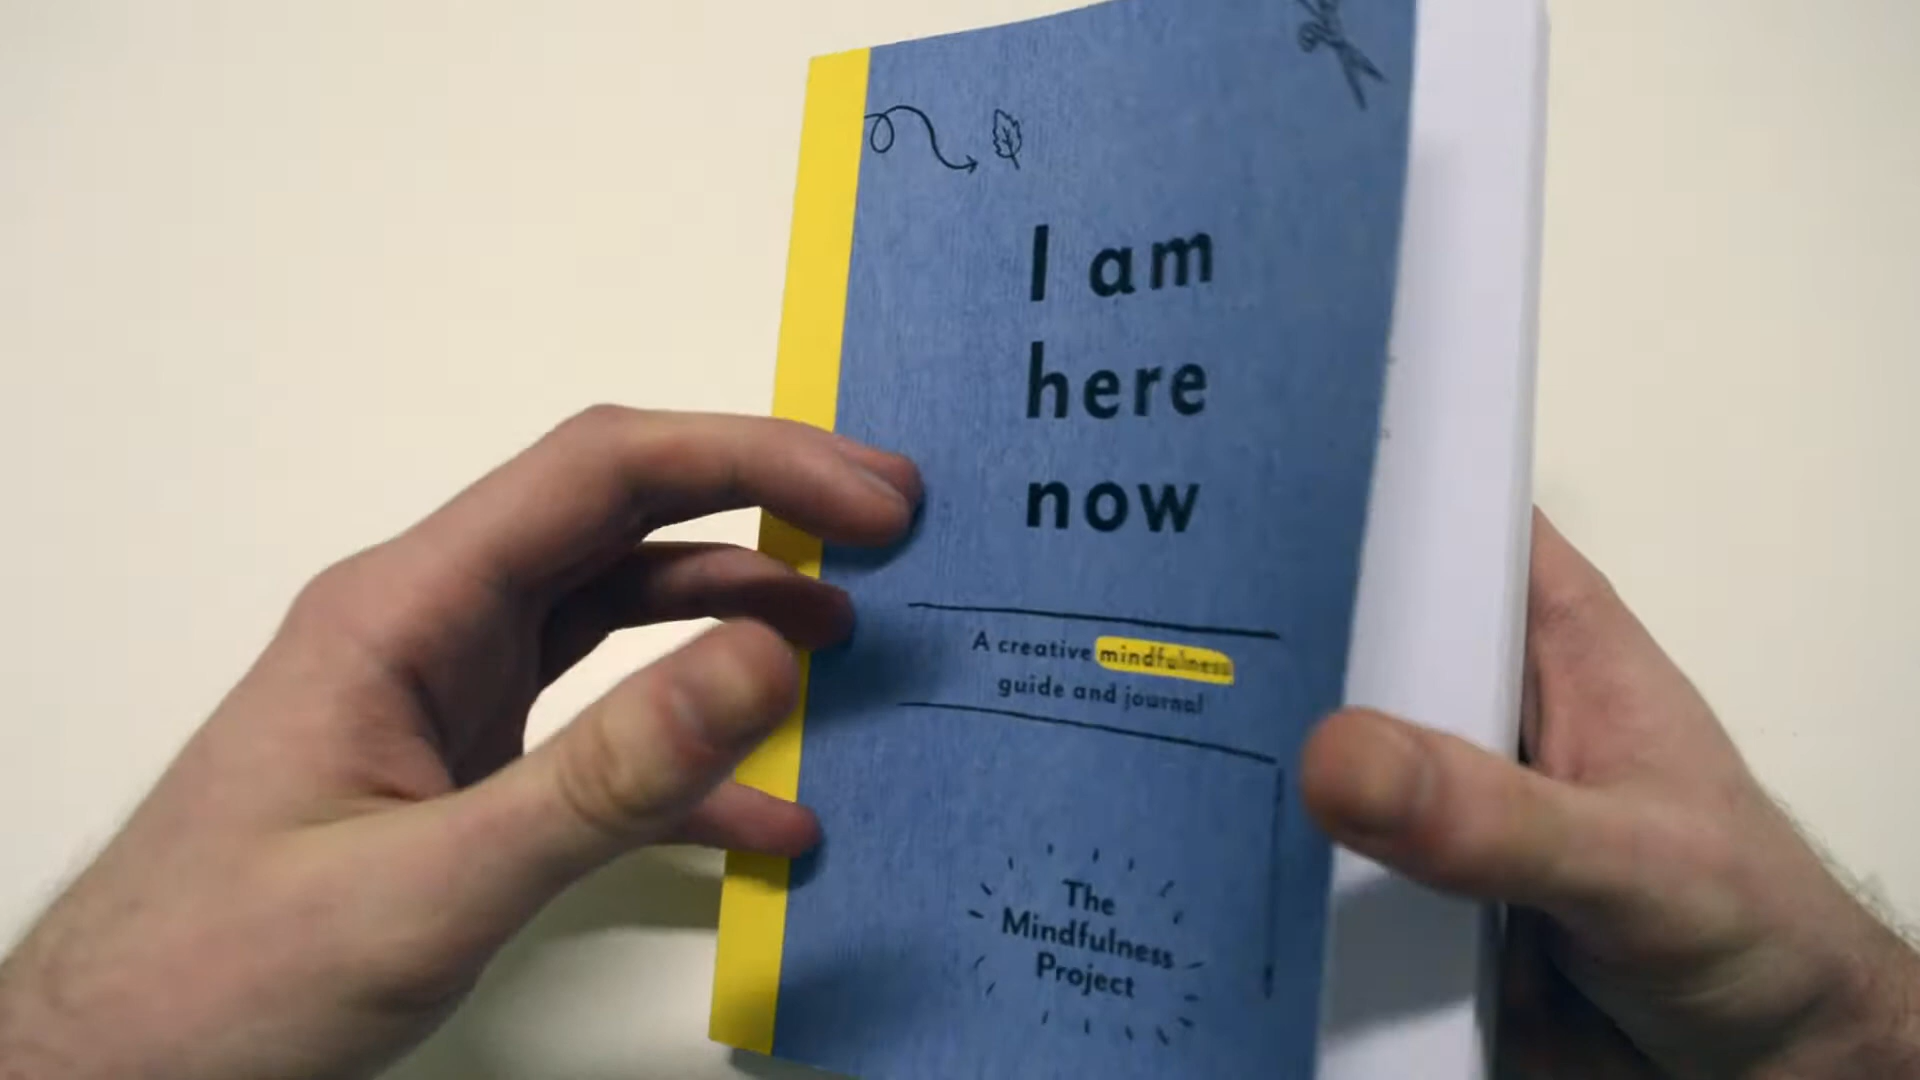 I am
here
now
A creative mindfulness
guide and journal
The
Mindfulness
Project